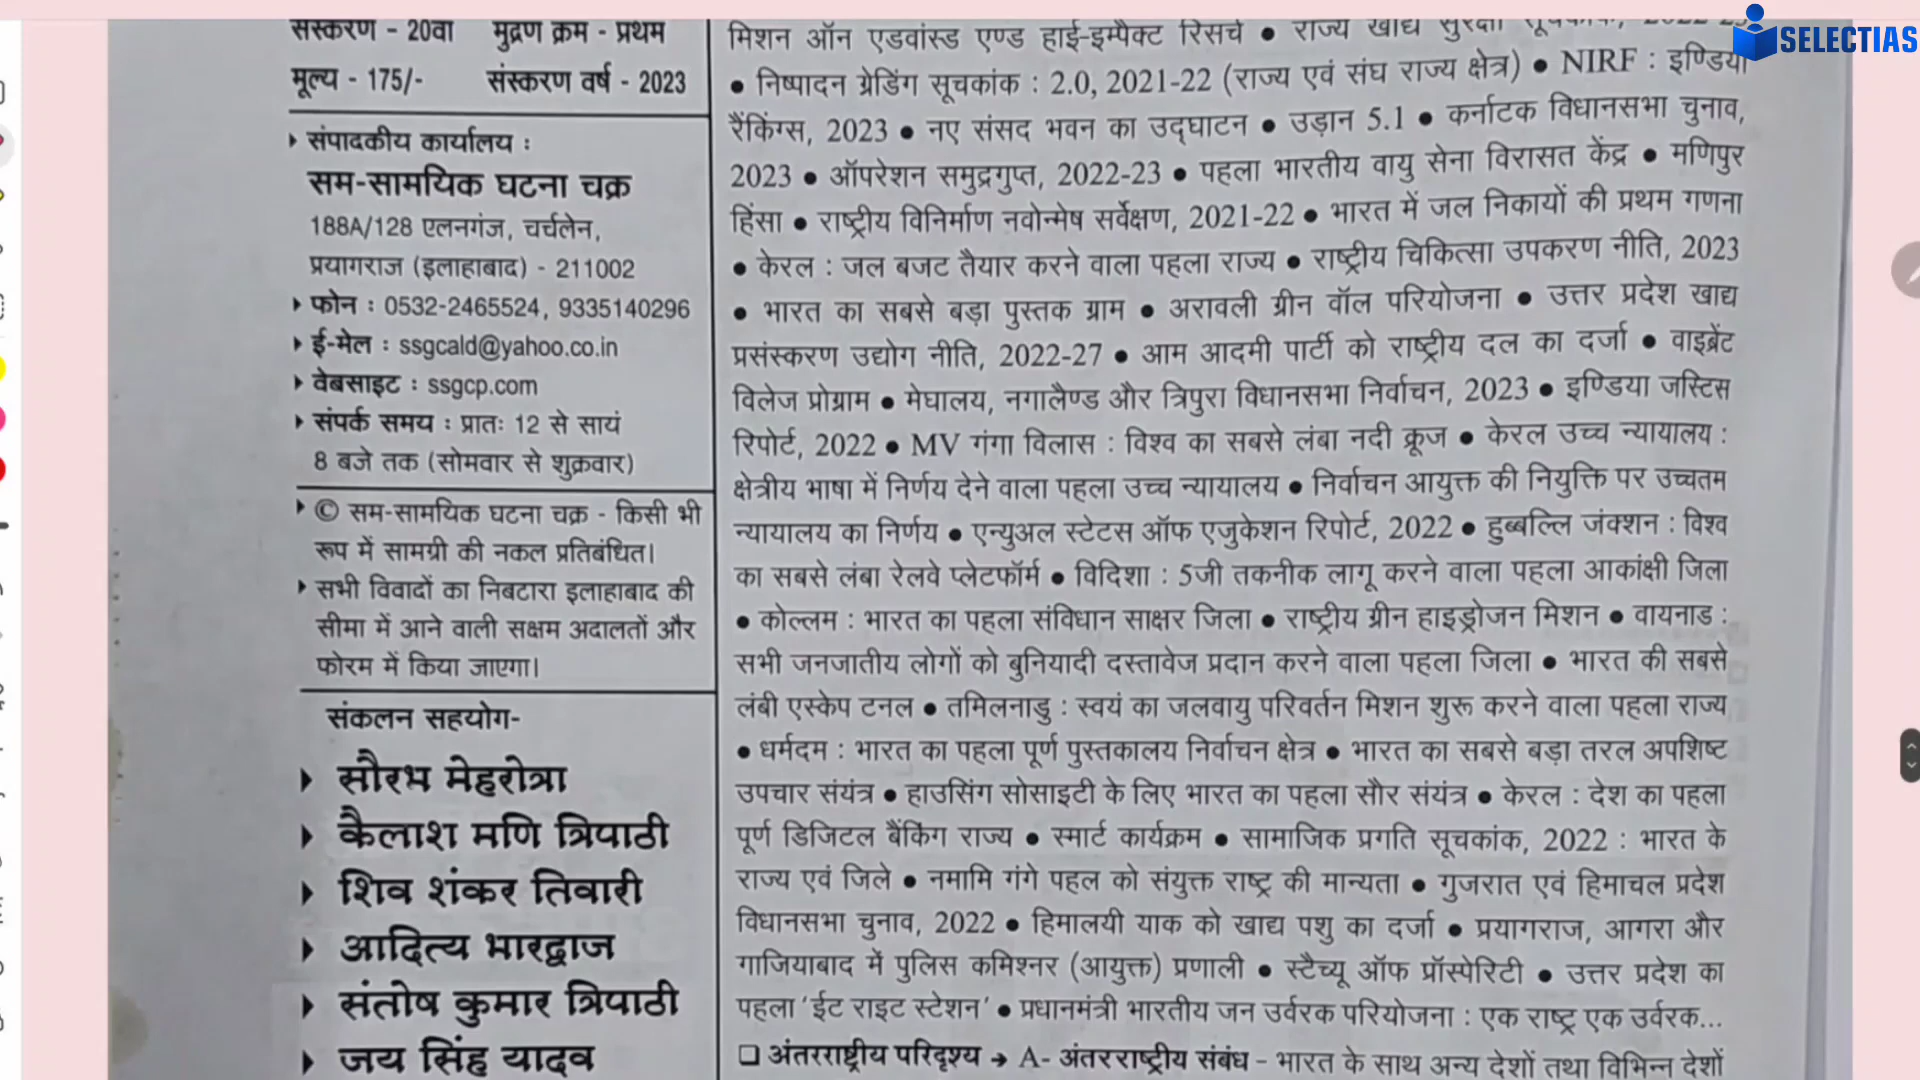 संस्करण - 20वां मुद्रण क्रम - प्रथम
मूल्य - 175/- संस्करण वर्ष - 2023
संपादकीय कार्यालय :
सम-सामयिक घटना चक्र
188A/128 एलनगंज, चर्चलेन,
प्रयागराज (इलाहाबाद) - 211002
फोन : 0532-2465524, 9335140296
ई-मेल : ssgcald@yahoo.co.in
वेबसाइट : ssgcp.com
संपर्क समय : प्रातः 12 से सायं
8 बजे तक (सोमवार से शुक्रवार)
© सम-सामयिक घटना चक्र - किसी भी
रूप में सामग्री की नकल प्रतिबंधित।
सभी विवादों का निबटारा इलाहाबाद की
सीमा में आने वाली सक्षम अदालतों और
फोरम में किया जाएगा।
संकलन सहयोग-
सौरभ मेहरोत्रा
कैलाश मणि त्रिपाठी
शिव शंकर तिवारी
आदित्य भारद्वाज
संतोष कुमार त्रिपाठी
जय सिंह यादव
मिशन ऑन एडवांस्ड एण्ड हाई-इम्पैक्ट रिसर्च ● राज्य खाद्य सुरक्षा सूचकांक, 2022-23
● निष्पादन ग्रेडिंग सूचकांक : 2.0, 2021-22 (राज्य एवं संघ राज्य क्षेत्र) ● NIRF : इण्डिया
रैंकिंग्स, 2023 ● नए संसद भवन का उद्घाटन ● उड़ान 5.1 ● कर्नाटक विधानसभा चुनाव,
2023 ● ऑपरेशन समुद्रगुप्त, 2022-23 ● पहला भारतीय वायु सेना विरासत केंद्र ● मणिपुर
हिंसा ● राष्ट्रीय विनिर्माण नवोन्मेष सर्वेक्षण, 2021-22 ● भारत में जल निकायों की प्रथम गणना
● केरल : जल बजट तैयार करने वाला पहला राज्य ● राष्ट्रीय चिकित्सा उपकरण नीति, 2023
● भारत का सबसे बड़ा पुस्तक ग्राम ● अरावली ग्रीन वॉल परियोजना ● उत्तर प्रदेश खाद्य
प्रसंस्करण उद्योग नीति, 2022-27 ● आम आदमी पार्टी को राष्ट्रीय दल का दर्जा ● वाइब्रेंट
विलेज प्रोग्राम ● मेघालय, नगालैण्ड और त्रिपुरा विधानसभा निर्वाचन, 2023 ● इण्डिया जस्टिस
रिपोर्ट, 2022 ● MV गंगा विलास : विश्व का सबसे लंबा नदी क्रूज ● केरल उच्च न्यायालय :
क्षेत्रीय भाषा में निर्णय देने वाला पहला उच्च न्यायालय ● निर्वाचन आयुक्त की नियुक्ति पर उच्चतम
न्यायालय का निर्णय ● एन्युअल स्टेटस ऑफ एजुकेशन रिपोर्ट, 2022 ● हुब्बल्लि जंक्शन : विश्व
का सबसे लंबा रेलवे प्लेटफॉर्म ● विदिशा : 5जी तकनीक लागू करने वाला पहला आकांक्षी जिला
● कोल्लम : भारत का पहला संविधान साक्षर जिला ● राष्ट्रीय ग्रीन हाइड्रोजन मिशन ● वायनाड :
सभी जनजातीय लोगों को बुनियादी दस्तावेज प्रदान करने वाला पहला जिला ● भारत की सबसे
लंबी एस्केप टनल ● तमिलनाडु : स्वयं का जलवायु परिवर्तन मिशन शुरू करने वाला पहला राज्य
● धर्मदम : भारत का पहला पूर्ण पुस्तकालय निर्वाचन क्षेत्र ● भारत का सबसे बड़ा तरल अपशिष्ट
उपचार संयंत्र ● हाउसिंग सोसाइटी के लिए भारत का पहला सौर संयंत्र ● केरल : देश का पहला
पूर्ण डिजिटल बैंकिंग राज्य ● स्मार्ट कार्यक्रम ● सामाजिक प्रगति सूचकांक, 2022 : भारत के
राज्य एवं जिले ● नमामि गंगे पहल को संयुक्त राष्ट्र की मान्यता ● गुजरात एवं हिमाचल प्रदेश
विधानसभा चुनाव, 2022 ● हिमालयी याक को खाद्य पशु का दर्जा ● प्रयागराज, आगरा और
गाजियाबाद में पुलिस कमिश्नर (आयुक्त) प्रणाली ● स्टैच्यू ऑफ प्रॉस्पेरिटी ● उत्तर प्रदेश का
पहला 'ईट राइट स्टेशन' ● प्रधानमंत्री भारतीय जन उर्वरक परियोजना : एक राष्ट्र एक उर्वरक...
❑ अंतरराष्ट्रीय परिदृश्य → A- अंतरराष्ट्रीय संबंध - भारत के साथ अन्य देशों तथा विभिन्न देशों
SELECTIAS